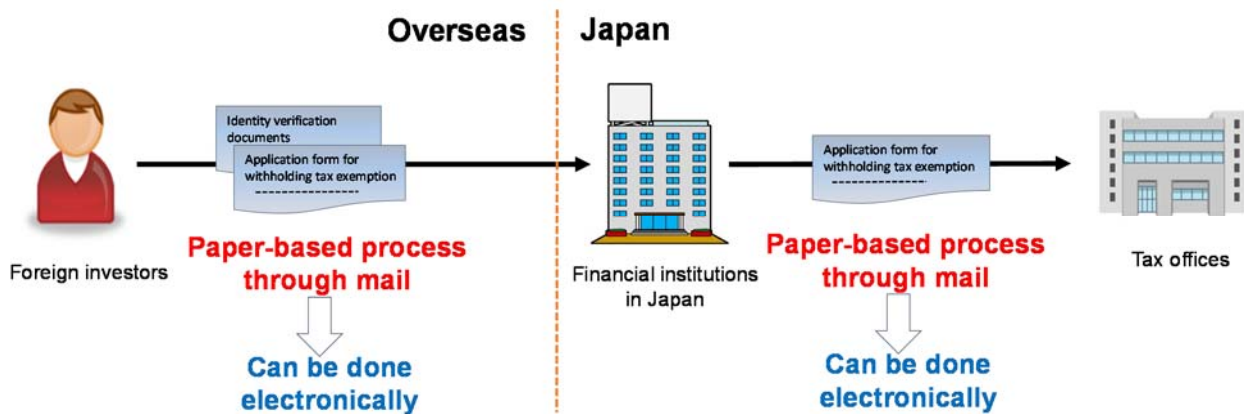 Overseas
Japan
Identity verification
documents
Application form for
withholding tax exemption
Application form for
withholding tax exemption
Foreign investors
Paper-based process
through mail
Financial institutions
in Japan
Paper-based process
through mail
Tax offices
Can be done
electronically
Can be done
electronically